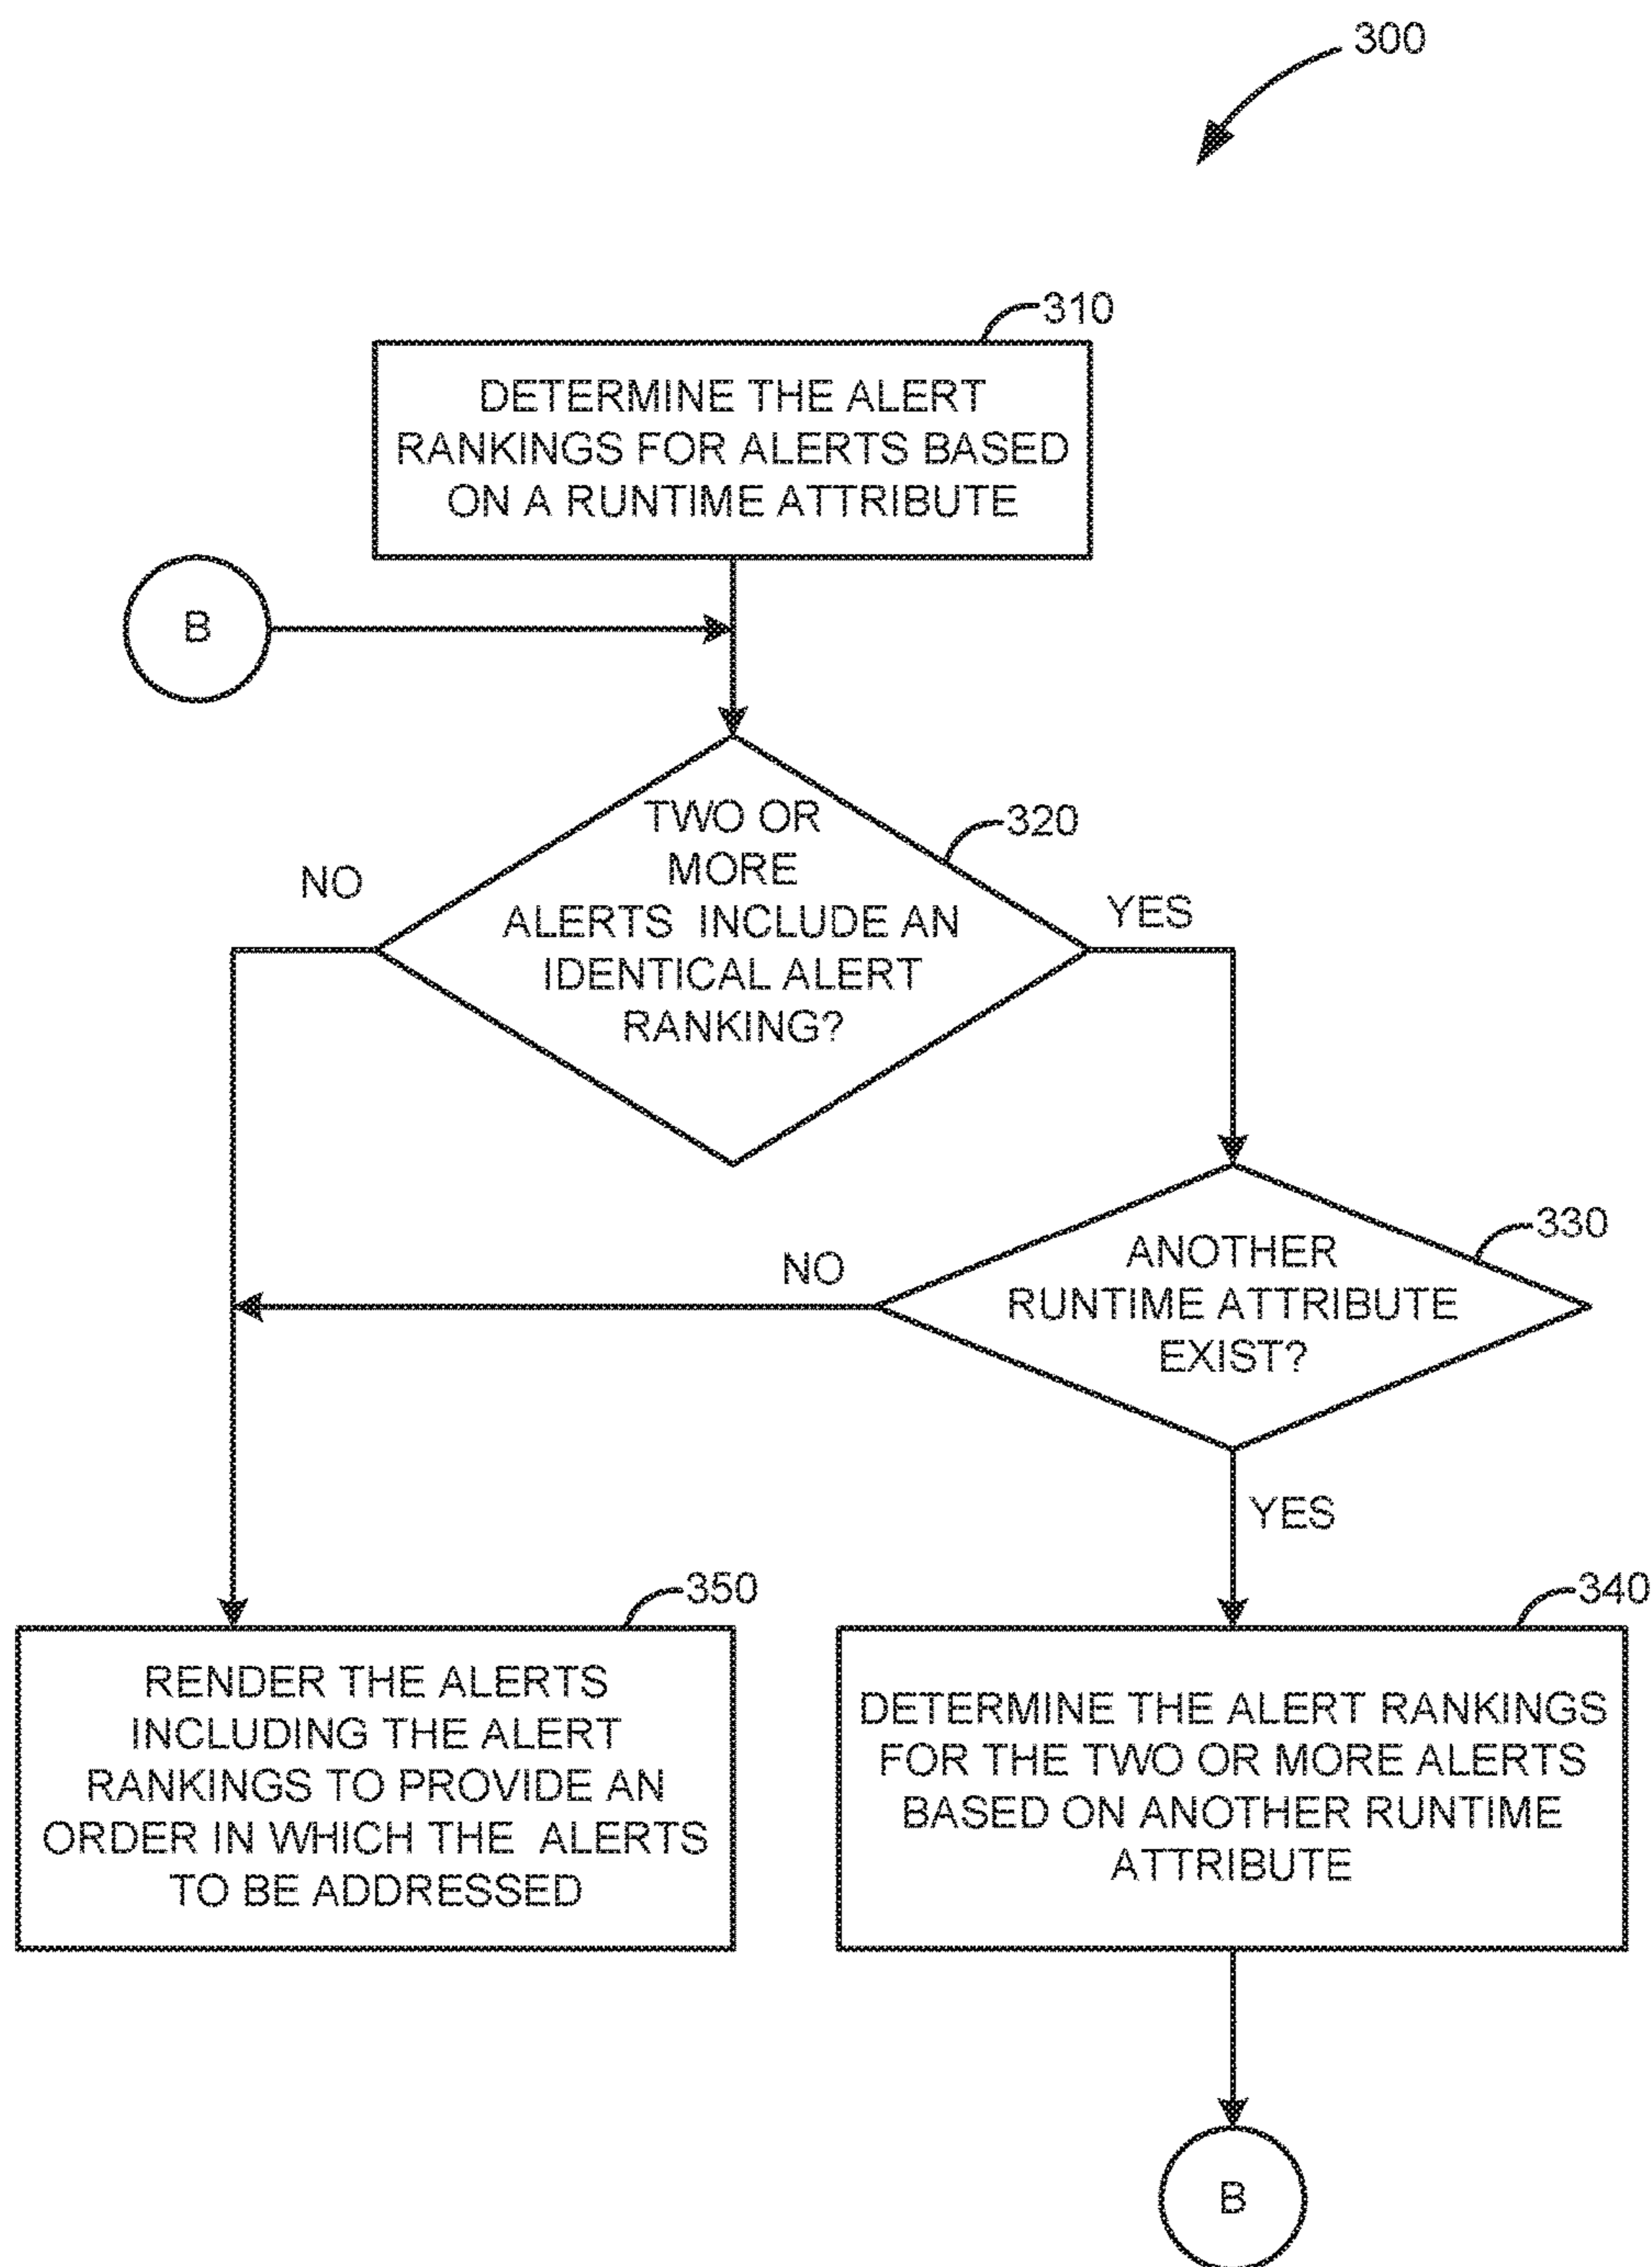 300
310
DETERMINE THE ALERT
RANKINGS FOR ALERTS BASED
ON A RUNTIME ATTRIBUTE
B
320
TWO OR
MORE
ALERTS INCLUDE AN
IDENTICAL ALERT
RANKING?
NO
YES
330
ANOTHER
RUNTIME ATTRIBUTE
EXIST?
NO
YES
350
RENDER THE ALERTS
INCLUDING THE ALERT
RANKINGS TO PROVIDE AN
ORDER IN WHICH THE ALERTS
TO BE ADDRESSED
340
DETERMINE THE ALERT RANKINGS
FOR THE TWO OR MORE ALERTS
BASED ON ANOTHER RUNTIME
ATTRIBUTE
B